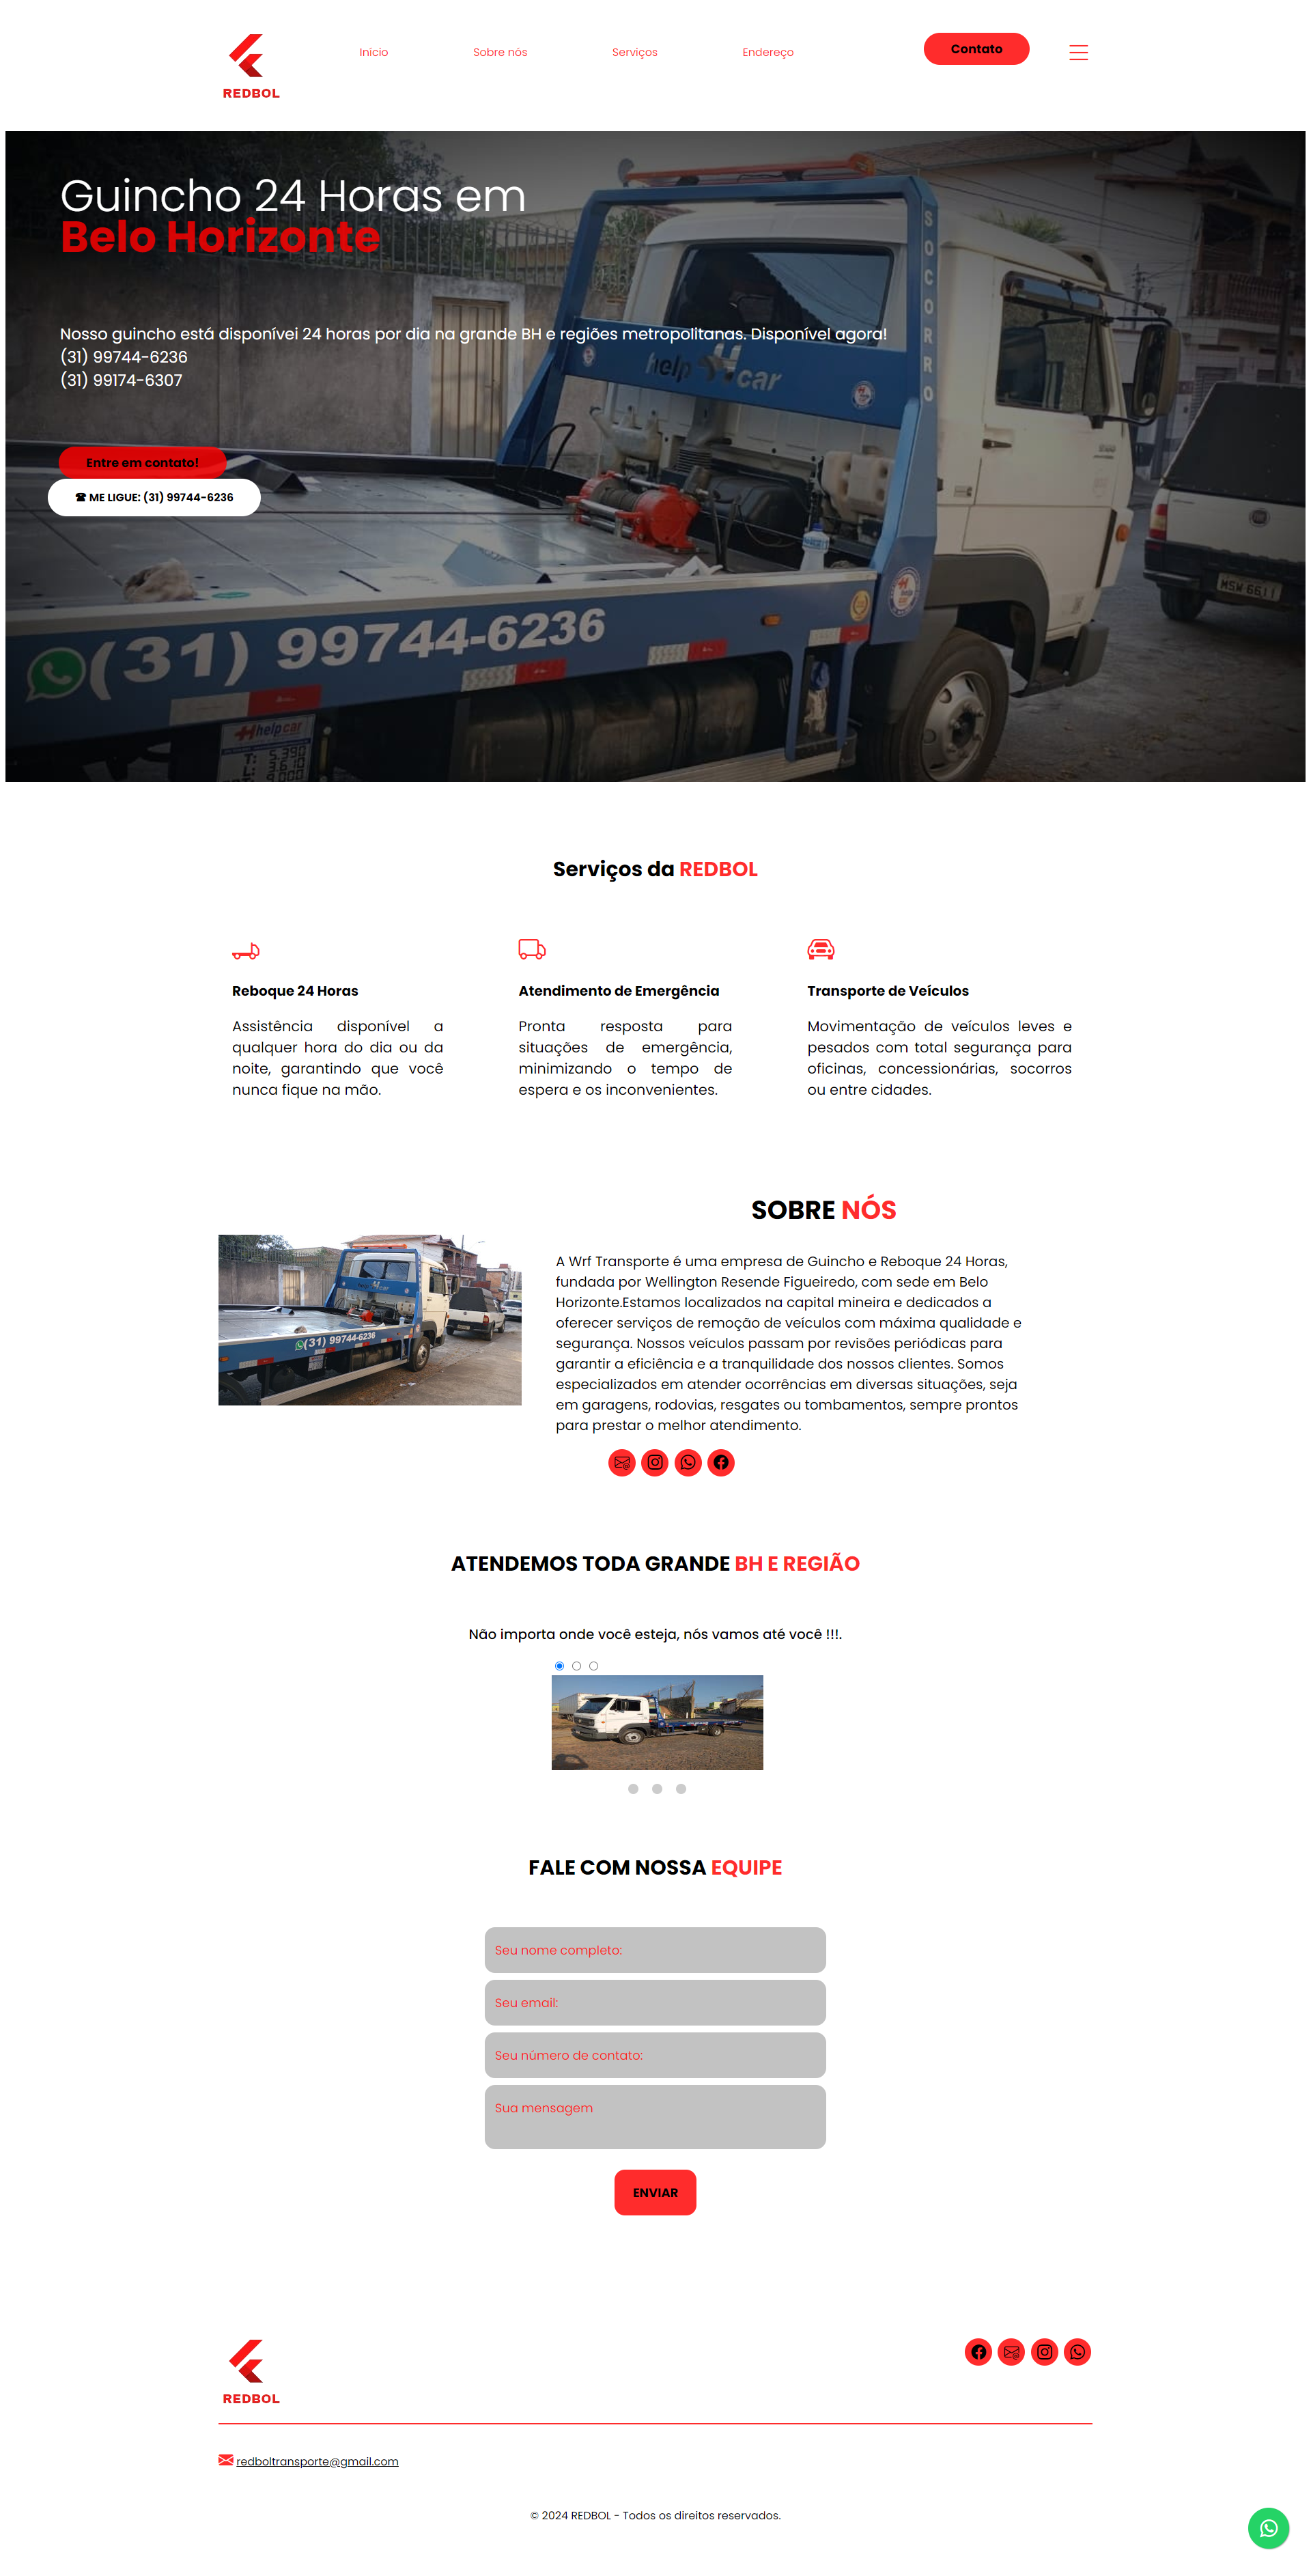 Início
Sobre nós
Serviços
Endereço
Contato
REDBOL
Guincho 24 Horas em
Belo Horizonte
Nosso guincho está disponívei 24 horas por dia na grande BH e regiões metropolitanas. Disponível agora!
(31) 99744-6236
(31) 99174-6307
Entre em contato!
☎ ME LIGUE: (31) 99744-6236
SOCORRO
help car
MSW 6611
(31) 99744-6236
helpcar
Serviços da REDBOL
Reboque 24 Horas
Assistência disponível a
qualquer hora do dia ou da
noite, garantindo que você
nunca fique na mão.
Atendimento de Emergência
Pronta resposta para
situações de emergência,
minimizando o tempo de
espera e os inconvenientes.
Transporte de Veículos
Movimentação de veículos leves e
pesados com total segurança para
oficinas, concessionárias, socorros
ou entre cidades.
SOBRE NÓS
(31) 99744-6236
A Wrf Transporte é uma empresa de Guincho e Reboque 24 Horas,
fundada por Wellington Resende Figueiredo, com sede em Belo
Horizonte.Estamos localizados na capital mineira e dedicados a
oferecer serviços de remoção de veículos com máxima qualidade e
segurança. Nossos veículos passam por revisões periódicas para
garantir a eficiência e a tranquilidade dos nossos clientes. Somos
especializados em atender ocorrências em diversas situações, seja
em garagens, rodovias, resgates ou tombamentos, sempre prontos
para prestar o melhor atendimento.
ATENDEMOS TODA GRANDE BH E REGIÃO
Não importa onde você esteja, nós vamos até você !!!.
FALE COM NOSSA EQUIPE
Seu nome completo:
Seu email:
Seu número de contato:
Sua mensagem
ENVIAR
REDBOL
redboltransporte@gmail.com
© 2024 REDBOL - Todos os direitos reservados.